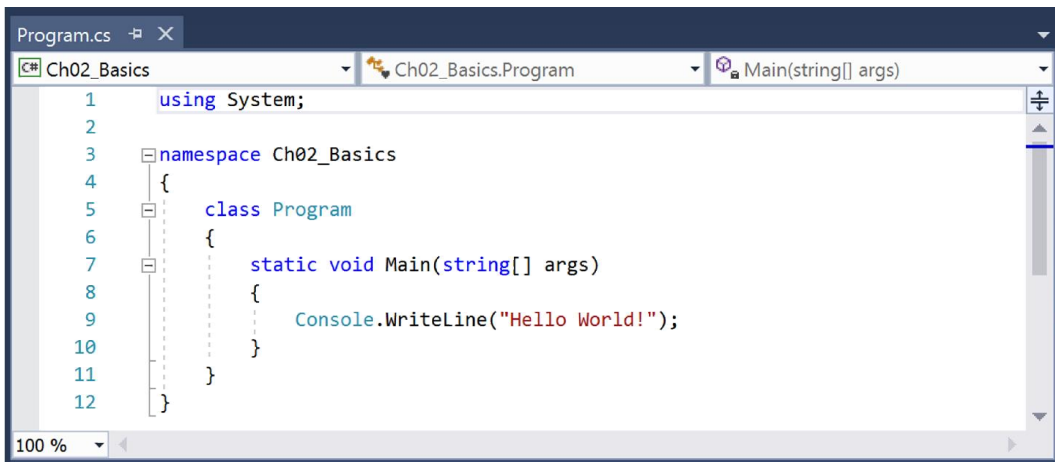 Program.cs
C# Ch02_Basics Ch02_Basics.Program Main(string[] args)
1 using System;
2
3 namespace Ch02_Basics
4 {
5 class Program
6 {
7 static void Main(string[] args)
8 {
9 Console.WriteLine("Hello World!");
10 }
11 }
12 }
100 %